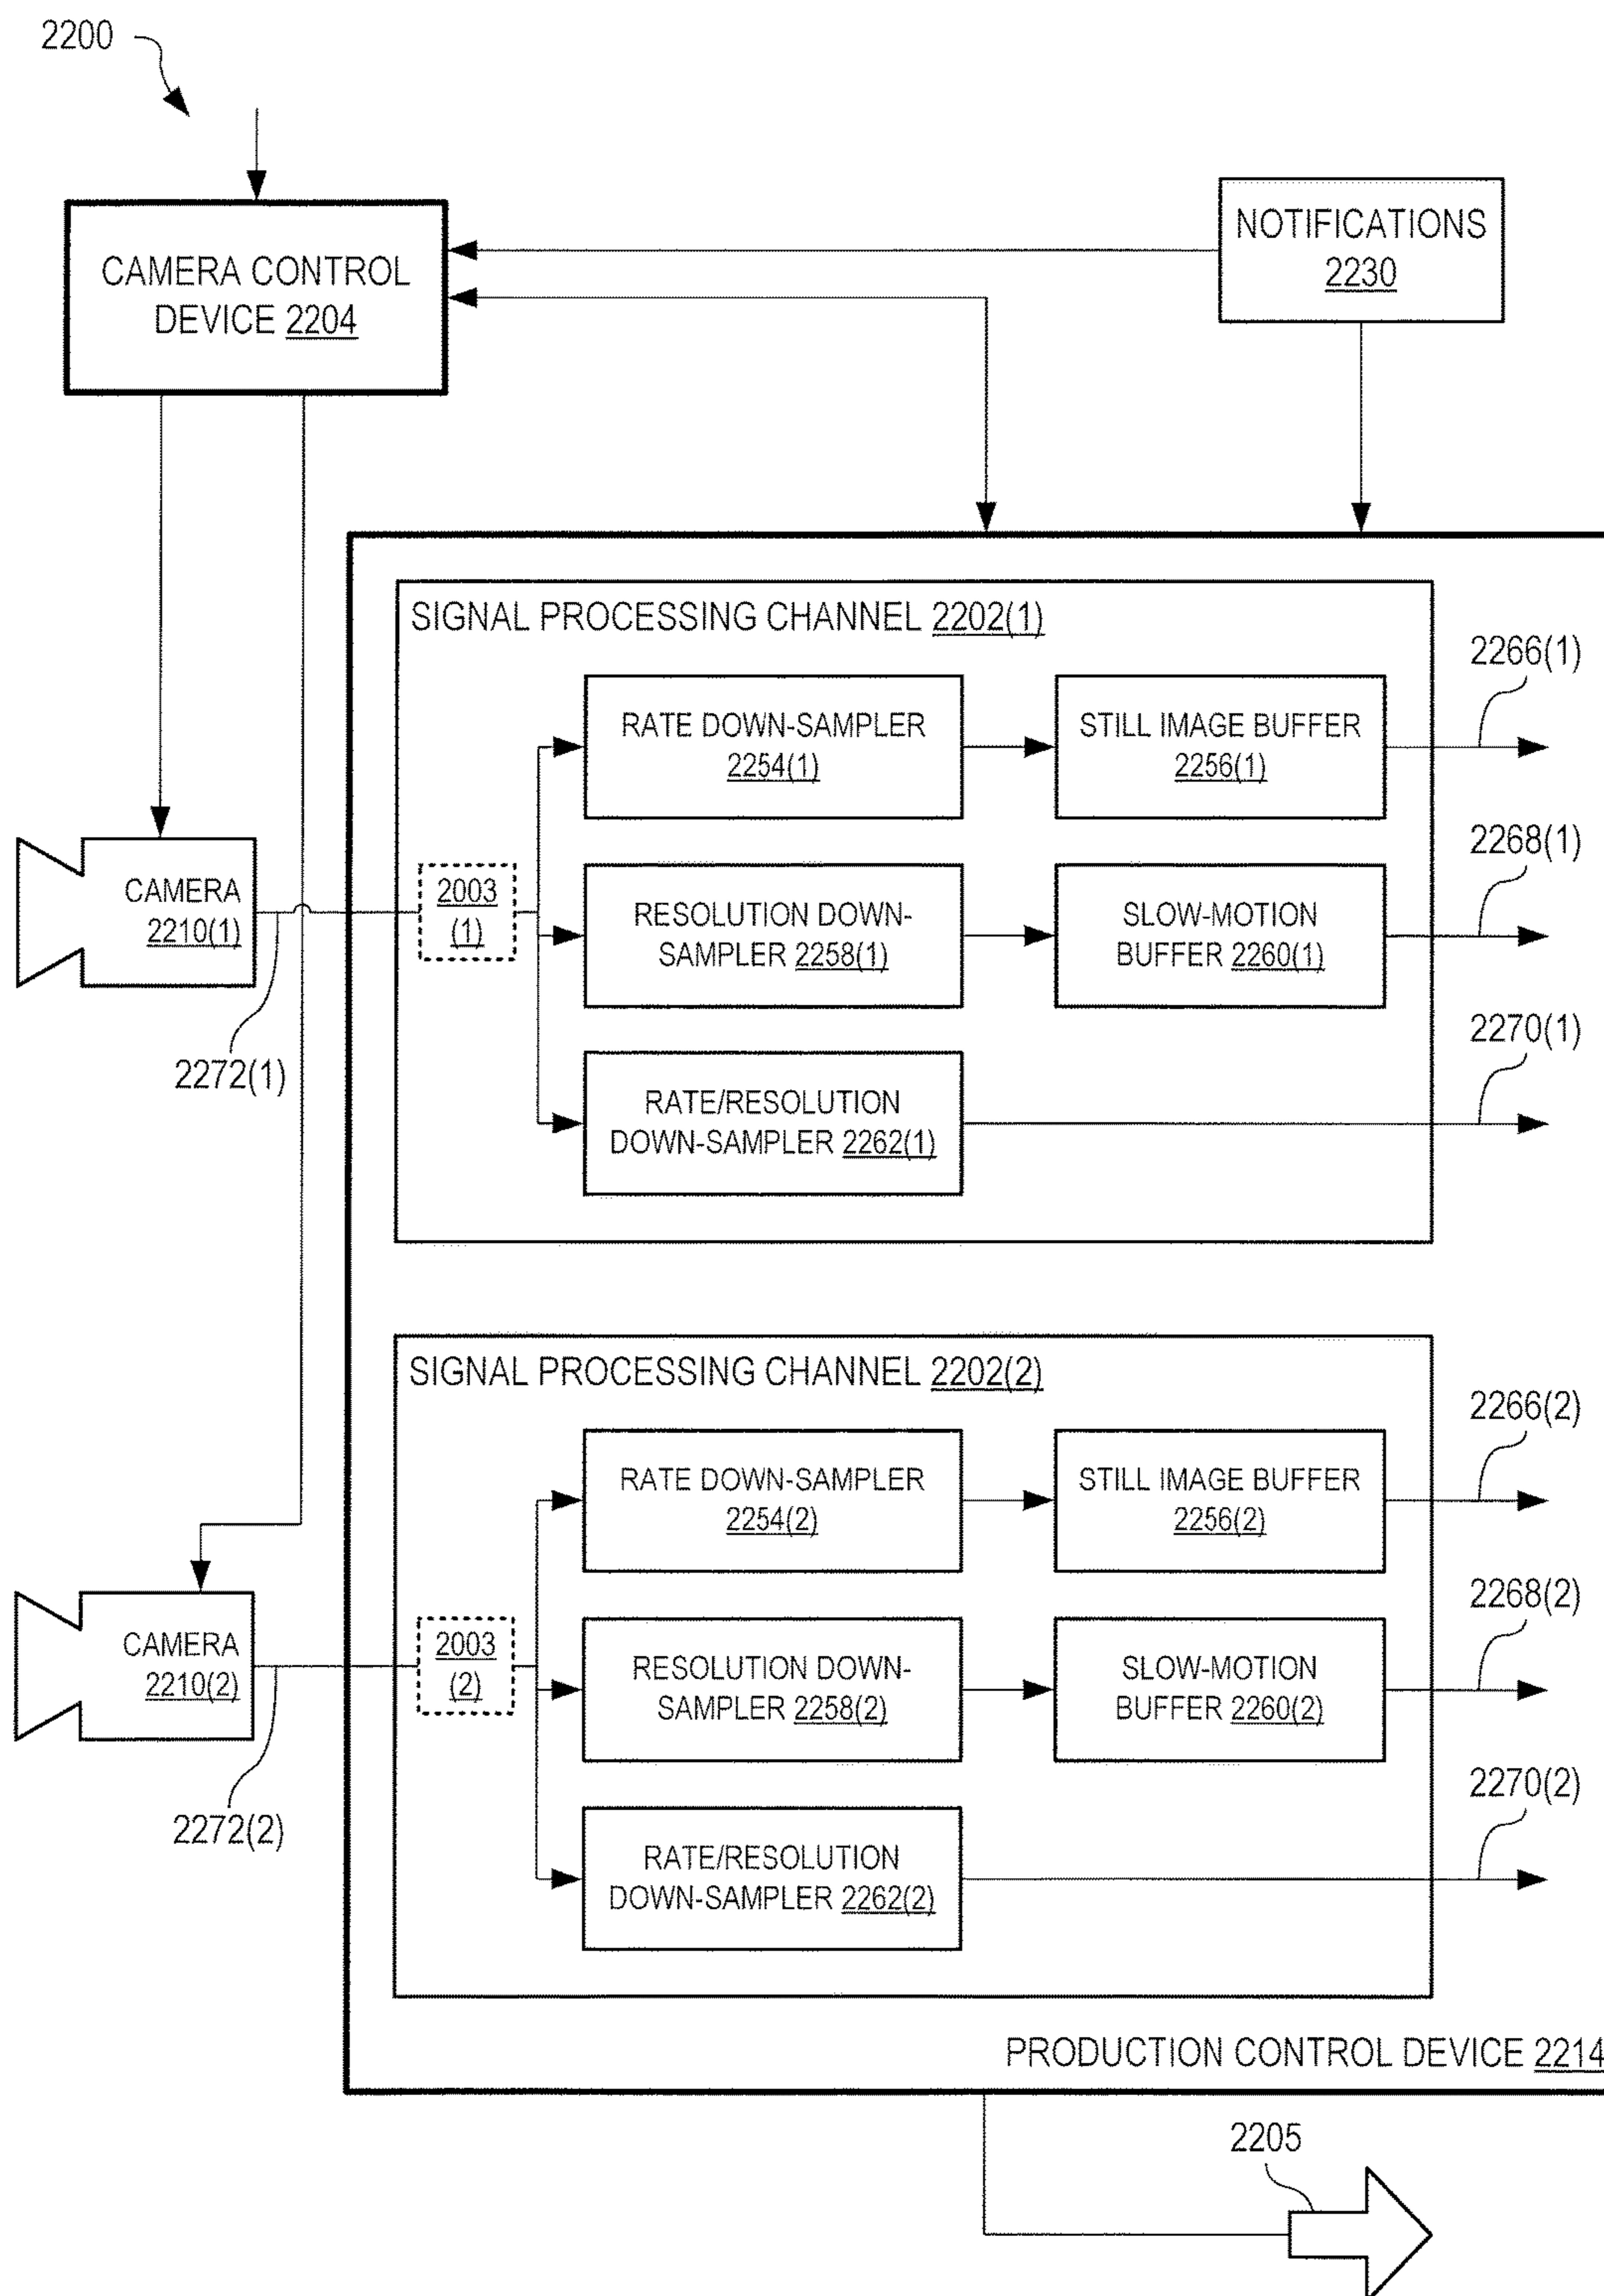 2200
CAMERA CONTROL
DEVICE 2204
NOTIFICATIONS
2230
SIGNAL PROCESSING CHANNEL 2202(1)
2266(1)
RATE DOWN-SAMPLER
2254(1)
STILL IMAGE BUFFER
2256(1)
2268(1)
CAMERA
2210(1)
2003
(1)
RESOLUTION DOWN-
SAMPLER 2258(1)
SLOW-MOTION
BUFFER 2260(1)
2270(1)
2272(1)
RATE/RESOLUTION
DOWN-SAMPLER 2262(1)
SIGNAL PROCESSING CHANNEL 2202(2)
2266(2)
RATE DOWN-SAMPLER
2254(2)
STILL IMAGE BUFFER
2256(2)
2268(2)
CAMERA
2210(2)
2003
(2)
RESOLUTION DOWN-
SAMPLER 2258(2)
SLOW-MOTION
BUFFER 2260(2)
2270(2)
2272(2)
RATE/RESOLUTION
DOWN-SAMPLER 2262(2)
PRODUCTION CONTROL DEVICE 2214
2205